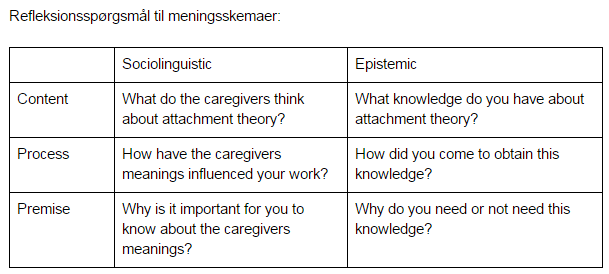 Refleksionsspørgsmål til meningsskemaer:
Sociolinguistic Epistemic
Content What do the caregivers think What knowledge do you have about
about attachment theory? attachment theory?
Process How have the caregivers How did you come to obtain this
meanings influenced your work? knowledge?
Premise Why is it important for you to Why do you need or not need this
know about the caregivers knowledge?
meanings?